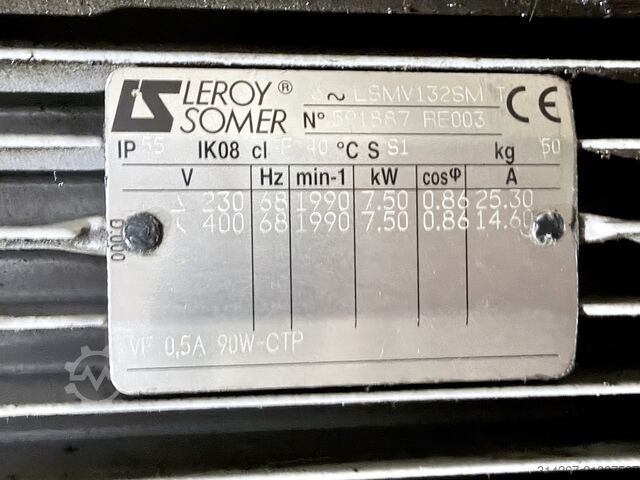 LS LEROY® SOMER
3 ~ LSMV132SM T CE
N° 591887 RE003
IP 55 IK08 cl F 40 °C S S1 kg 50
V Hz min-1 kW cosφ A
230 68 1990 7.50 0.86 25.30
400 68 1990 7.50 0.86 14.60
VF 0,5A 90W-CTP